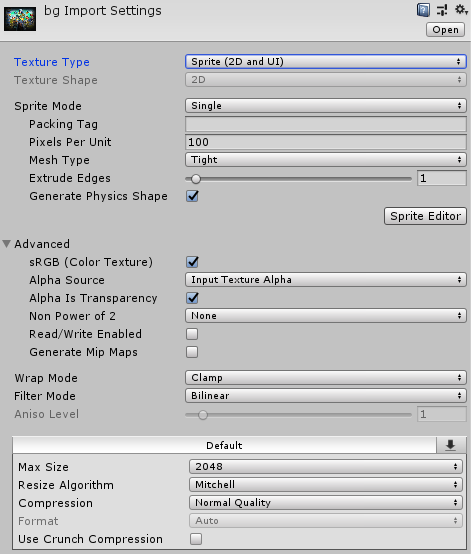 bg Import Settings
Open
Texture Type Sprite (2D and UI)
Texture Shape 2D
Sprite Mode Single
Packing Tag
Pixels Per Unit 100
Mesh Type Tight
Extrude Edges 1
Generate Physics Shape
Sprite Editor
Advanced
sRGB (Color Texture)
Alpha Source Input Texture Alpha
Alpha Is Transparency
Non Power of 2 None
Read/Write Enabled
Generate Mip Maps
Wrap Mode Clamp
Filter Mode Bilinear
Aniso Level 1
Default
Max Size 2048
Resize Algorithm Mitchell
Compression Normal Quality
Format Auto
Use Crunch Compression